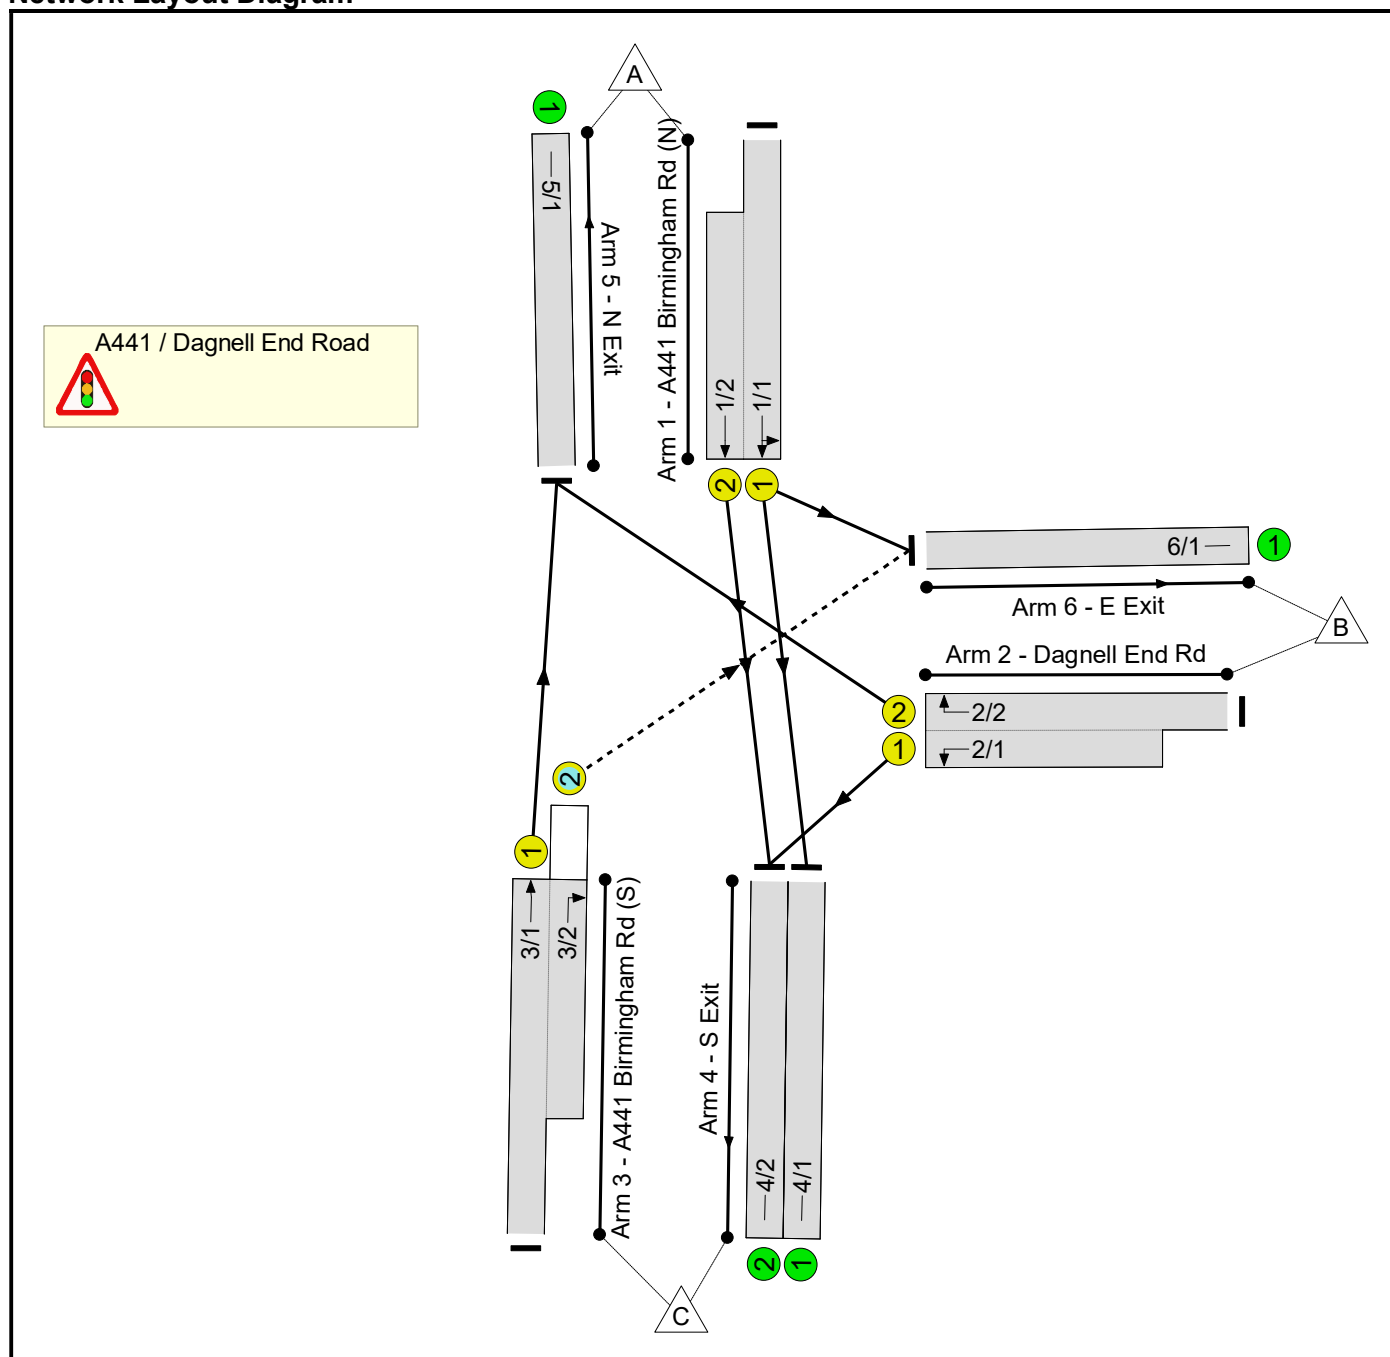 Network Layout Diagram
A
1
5/1
Arm 5 - N Exit
Arm 1 - A441 Birmingham Rd (N)
1/2
1/1
2
1
A441 / Dagnell End Road
6/1
1
Arm 6 - E Exit
B
Arm 2 - Dagnell End Rd
2
2/2
1
2/1
2
1
3/1
3/2
Arm 3 - A441 Birmingham Rd (S)
Arm 4 - S Exit
4/2
4/1
2
1
C